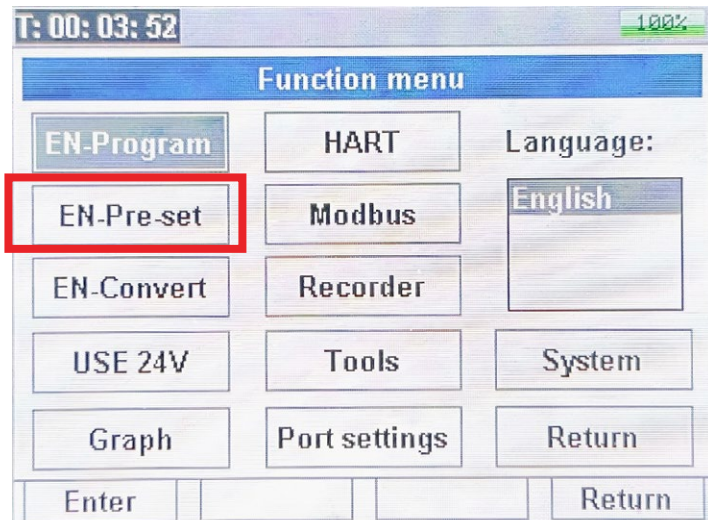 T: 00: 03: 52
100%
Function menu
EN-Program HART Language:
EN-Pre-set Modbus English
EN-Convert Recorder
USE 24V Tools System
Graph Port settings Return
Enter Return